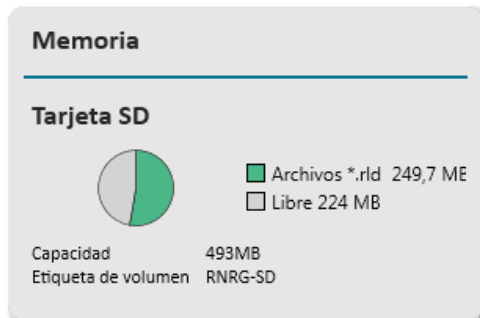 Memoria
Tarjeta SD
Archivos *.rld 249,7 ME
Libre 224 MB
Capacidad 493MB
Etiqueta de volumen RNRG-SD